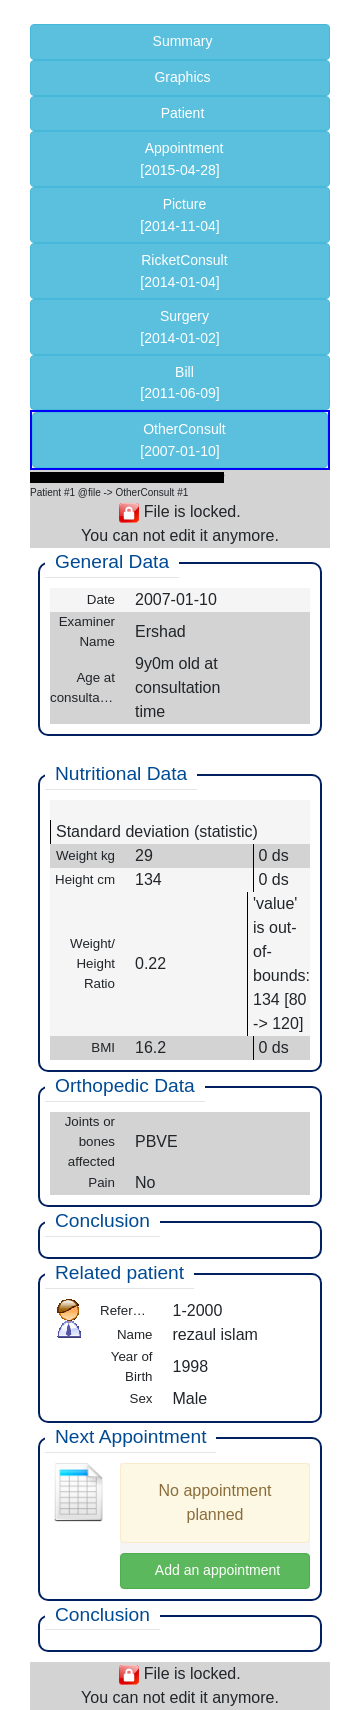 Summary
Graphics
Patient
Appointment
[2015-04-28]
Picture
[2014-11-04]
RicketConsult
[2014-01-04]
Surgery
[2014-01-02]
Bill
[2011-06-09]
OtherConsult
[2007-01-10]
Patient #1 @file -> OtherConsult #1
File is locked.
You can not edit it anymore.
General Data
Date 2007-01-10
Examiner Name Ershad
Age at consulta… 9y0m old at consultation time
Nutritional Data
Standard deviation (statistic)
Weight kg 29 0 ds
Height cm 134 0 ds
Weight/ Height Ratio 0.22 'value' is out-of-bounds: 134 [80 -> 120]
BMI 16.2 0 ds
Orthopedic Data
Joints or bones affected PBVE
Pain No
Conclusion
Related patient
Refer… 1-2000
Name rezaul islam
Year of Birth 1998
Sex Male
Next Appointment
No appointment
planned
Add an appointment
Conclusion
File is locked.
You can not edit it anymore.